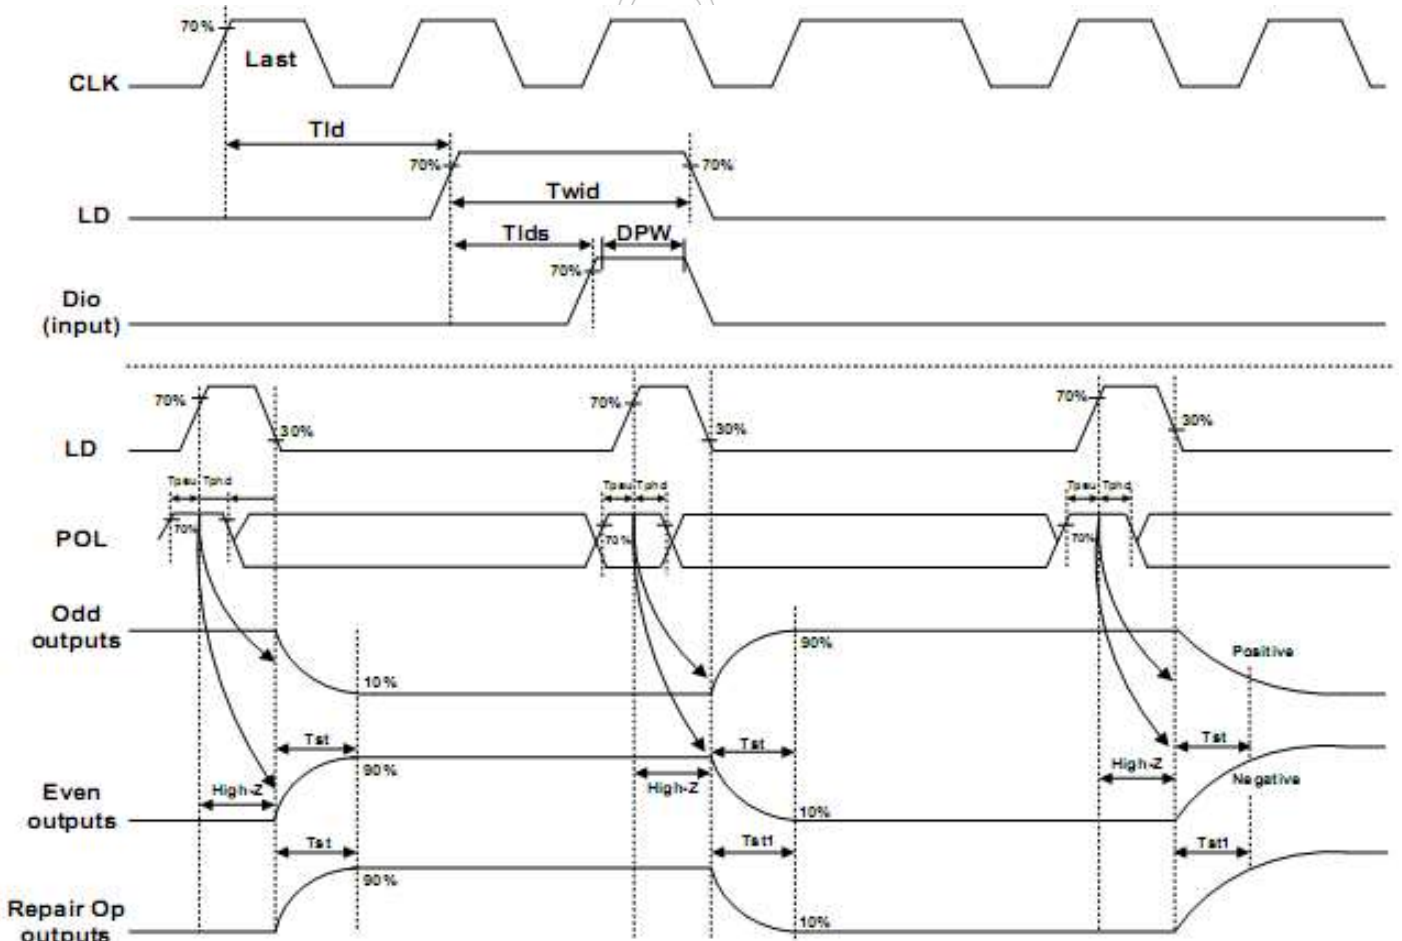 70%
Last
CLK
Tld
70%
70%
Twid
LD
Tlds
DPW
70%
Dio
(input)
70%
30%
70%
30%
70%
30%
LD
Tpsu
Tphd
Tpsu
Tphd
Tpsu
Tphd
70%
70%
70%
POL
Odd
outputs
90%
Positive
10%
Tst
Tst
Tst
90%
High-Z
High-Z
High-Z
Negative
Even
outputs
10%
Tst
Tst1
Tst1
90%
Repair Op
outputs
10%